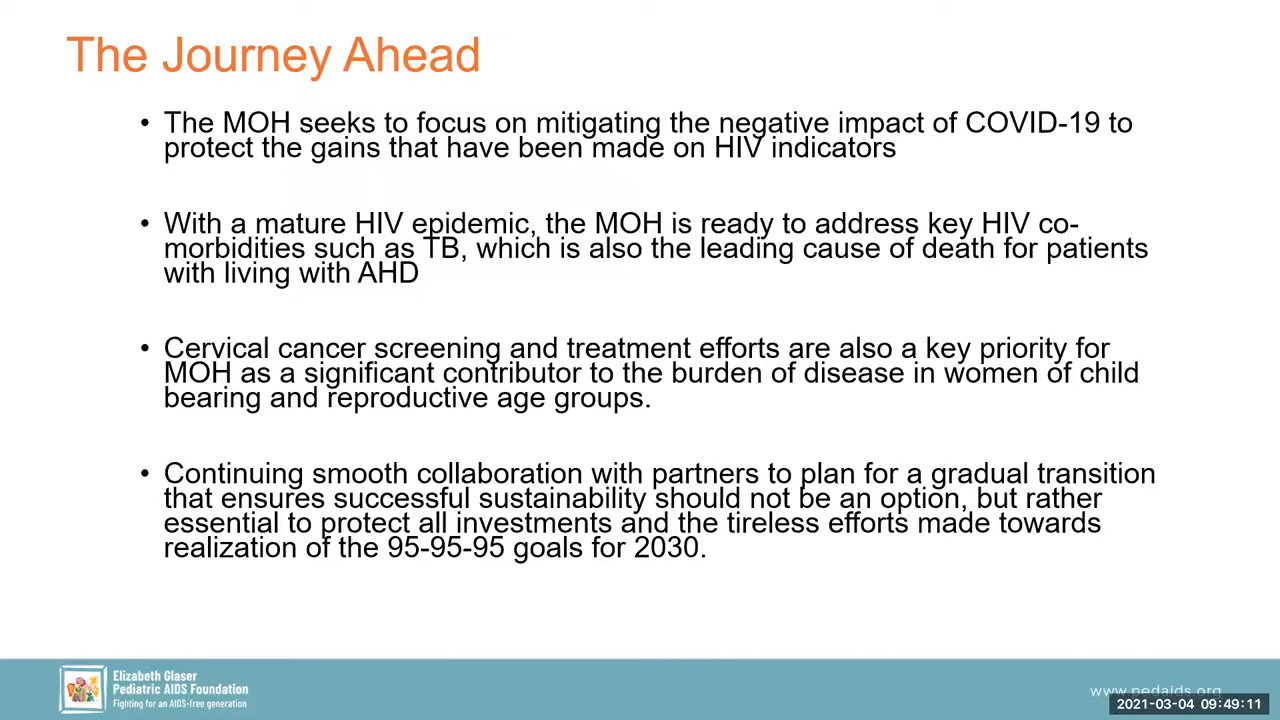 The Journey Ahead
• The MOH seeks to focus on mitigating the negative impact of COVID-19 to
protect the gains that have been made on HIV indicators
• With a mature HIV epidemic, the MOH is ready to address key HIV co-
morbidities such as TB, which is also the leading cause of death for patients
with living with AHD
• Cervical cancer screening and treatment efforts are also a key priority for
MOH as a significant contributor to the burden of disease in women of child
bearing and reproductive age groups.
• Continuing smooth collaboration with partners to plan for a gradual transition
that ensures successful sustainability should not be an option, but rather
essential to protect all investments and the tireless efforts made towards
realization of the 95-95-95 goals for 2030.
Elizabeth Glaser
Pediatric AIDS Foundation
Fighting for an AIDS-free generation
www.pedaids.org
2021-03-04 09:49:11